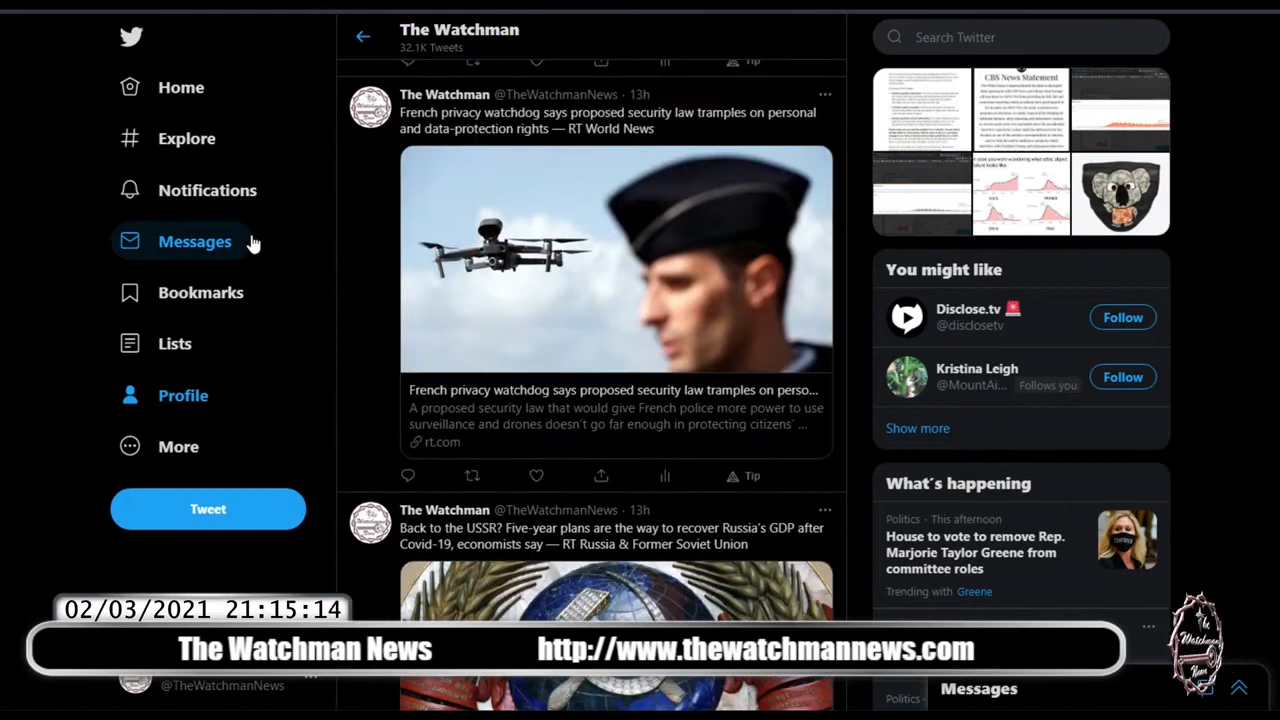 The Watchman
32.1K Tweets
Search Twitter
Home
Explore
Notifications
Messages
Bookmarks
Lists
Profile
More
Tweet
Tip
The Watchman @TheWatchmanNews · 13h
French privacy watchdog says proposed security law tramples on personal
and data-protection rights — RT World News
French privacy watchdog says proposed security law tramples on perso...
A proposed security law that would give French police more power to use
surveillance and drones doesn't go far enough in protecting citizens' ...
rt.com
Tip
The Watchman @TheWatchmanNews · 13h
Back to the USSR? Five-year plans are the way to recover Russia's GDP after
Covid-19, economists say — RT Russia & Former Soviet Union
CBS News Statement
You might like
Disclose.tv
@disclosetv
Follow
Kristina Leigh
@MountAi... Follows you
Follow
Show more
What's happening
Politics · This afternoon
House to vote to remove Rep.
Marjorie Taylor Greene from
committee roles
Trending with Greene
02/03/2021 21:15:14
The Watchman News http://www.thewatchmannews.com
The
Watchman
News
@TheWatchmanNews
Politics ·
Messages